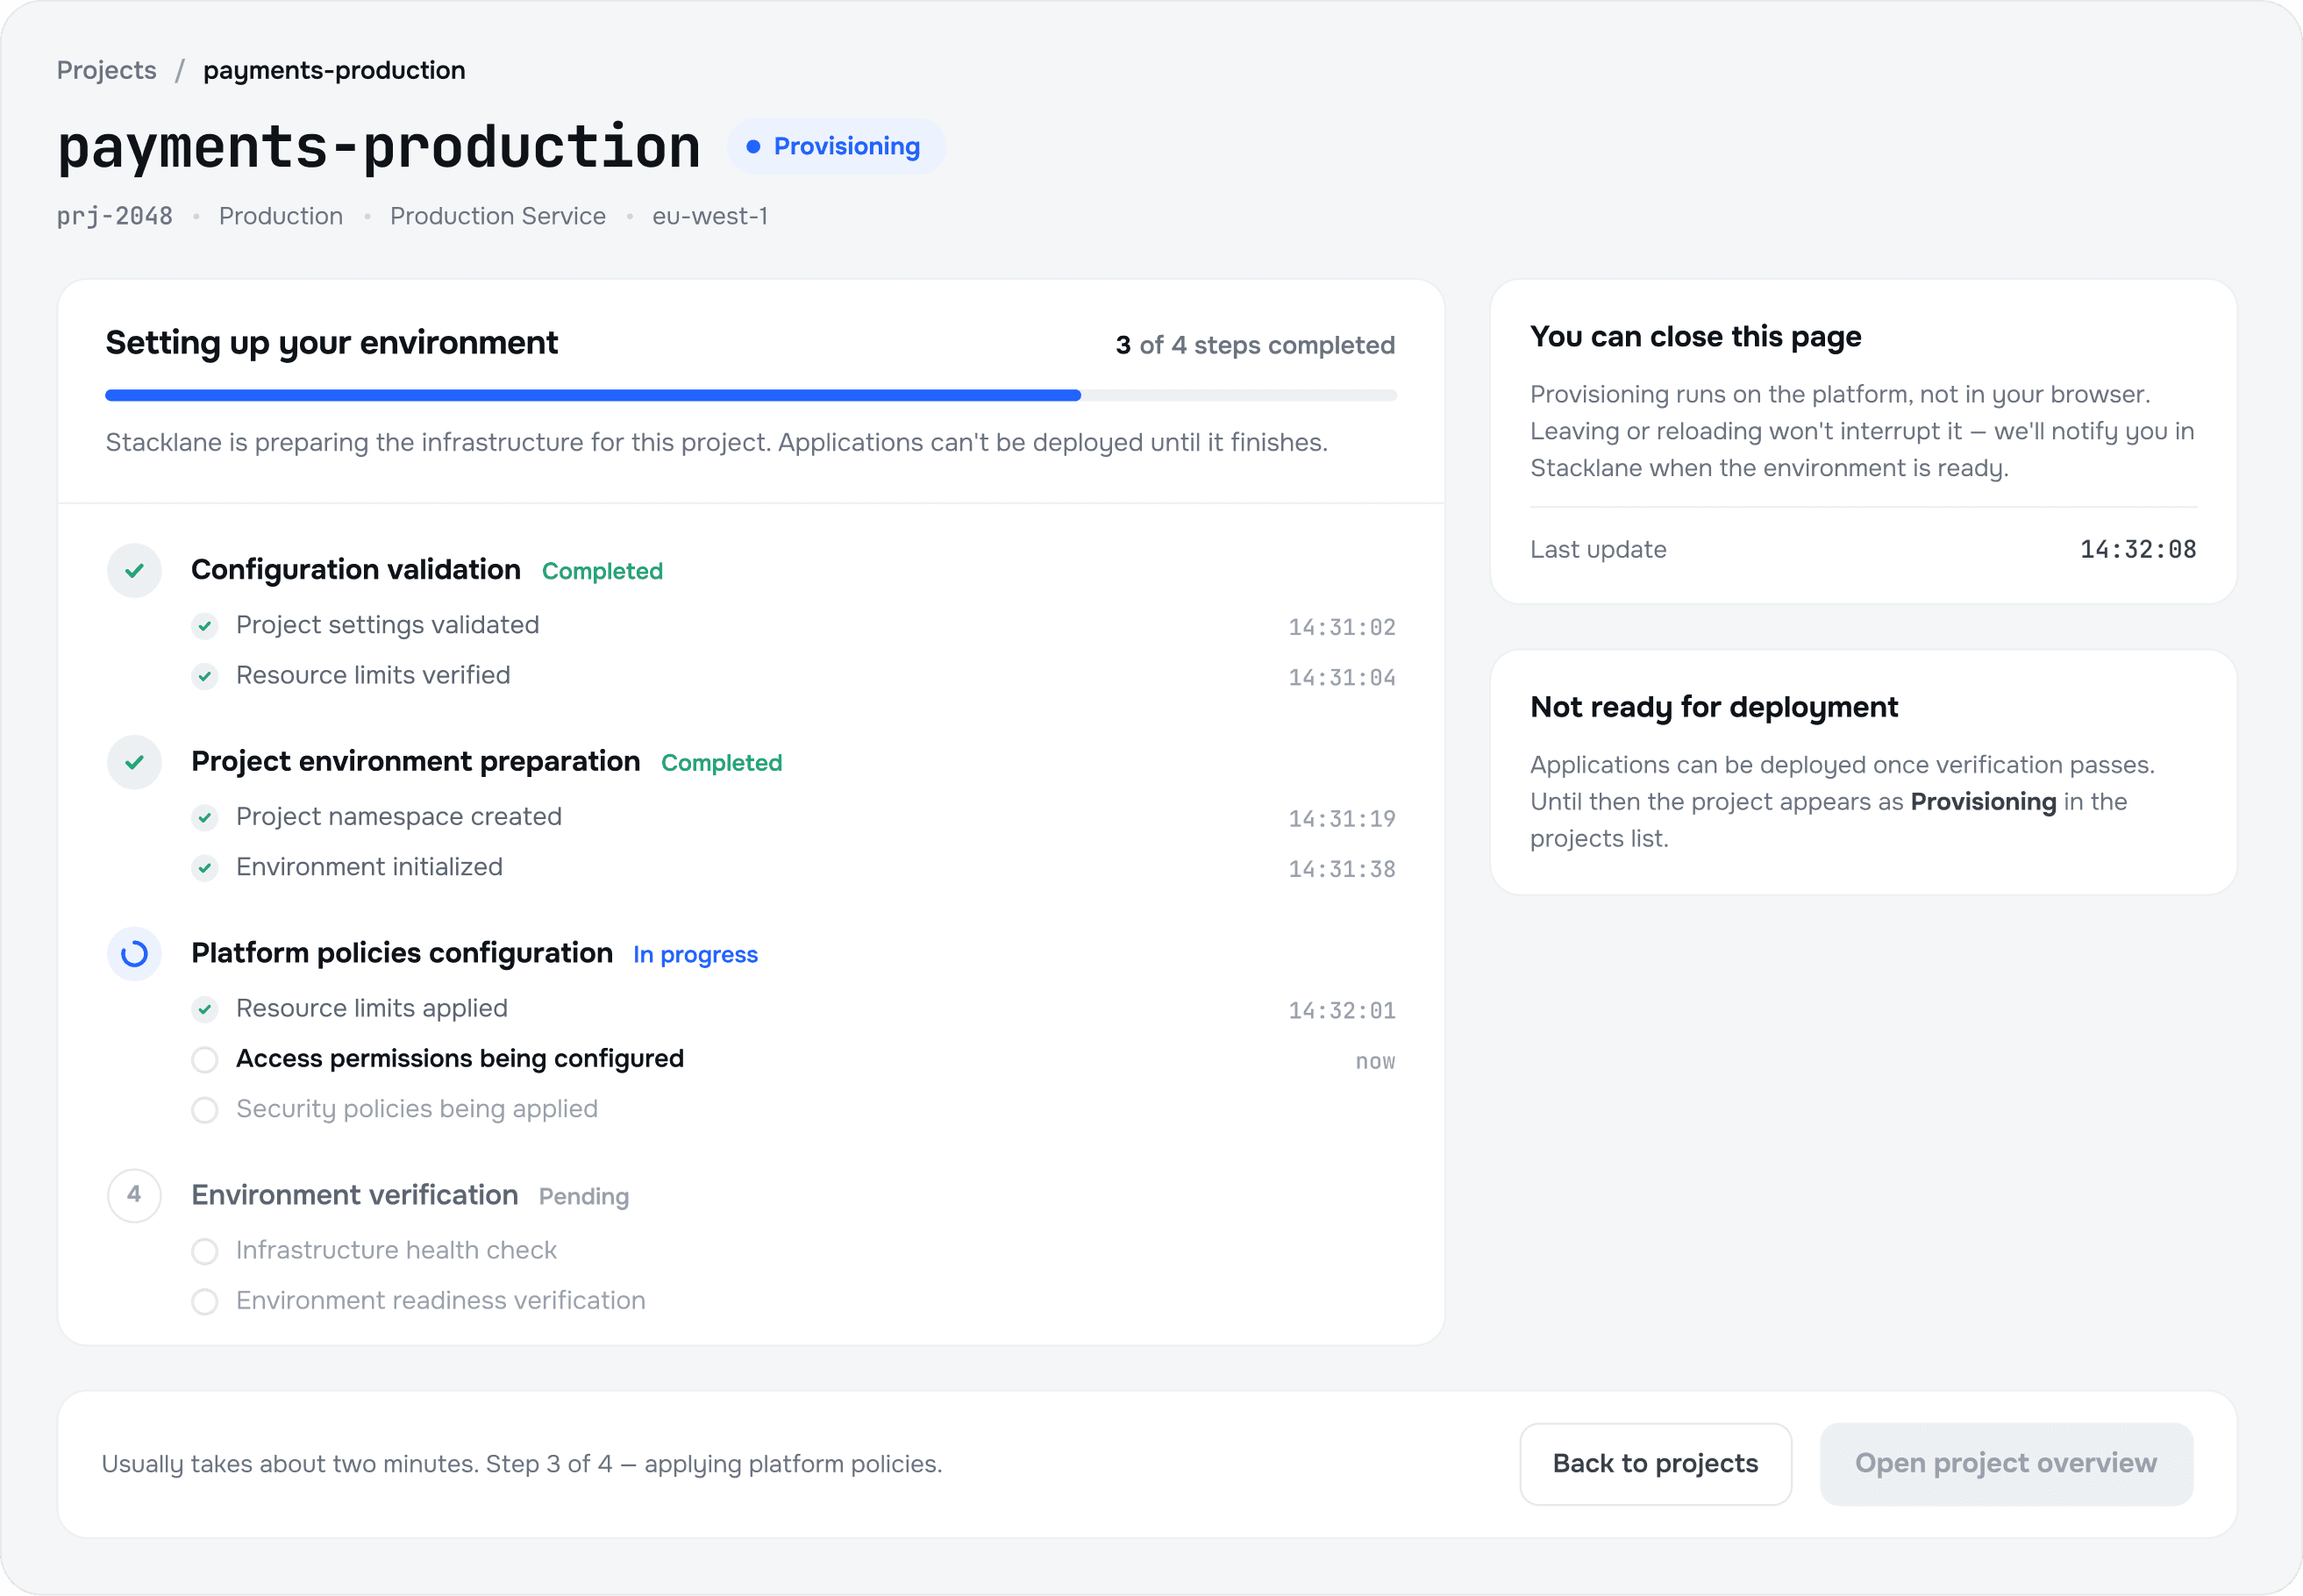 Projects / payments-production
payments-production
Provisioning
prj-2048 • Production • Production Service • eu-west-1
Setting up your environment
3 of 4 steps completed
Stacklane is preparing the infrastructure for this project. Applications can't be deployed until it finishes.
Configuration validation Completed
Project settings validated 14:31:02
Resource limits verified 14:31:04
Project environment preparation Completed
Project namespace created 14:31:19
Environment initialized 14:31:38
Platform policies configuration In progress
Resource limits applied 14:32:01
Access permissions being configured now
Security policies being applied
4 Environment verification Pending
Infrastructure health check
Environment readiness verification
You can close this page
Provisioning runs on the platform, not in your browser.
Leaving or reloading won't interrupt it — we'll notify you in
Stacklane when the environment is ready.
Last update 14:32:08
Not ready for deployment
Applications can be deployed once verification passes.
Until then the project appears as Provisioning in the
projects list.
Usually takes about two minutes. Step 3 of 4 — applying platform policies.
Back to projects
Open project overview